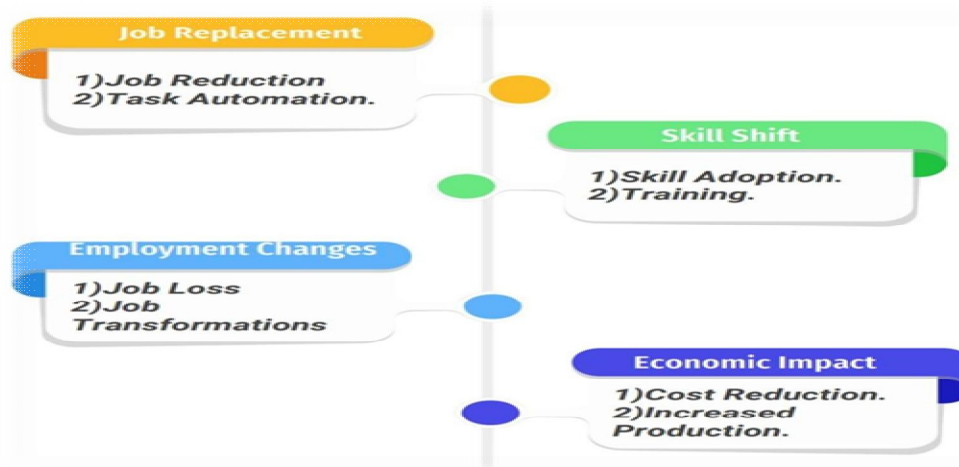 Job Replacement
1)Job Reduction
2)Task Automation.
Skill Shift
1)Skill Adoption.
2)Training.
Employment Changes
1)Job Loss
2)Job
Transformations
Economic Impact
1)Cost Reduction.
2)Increased
Production.